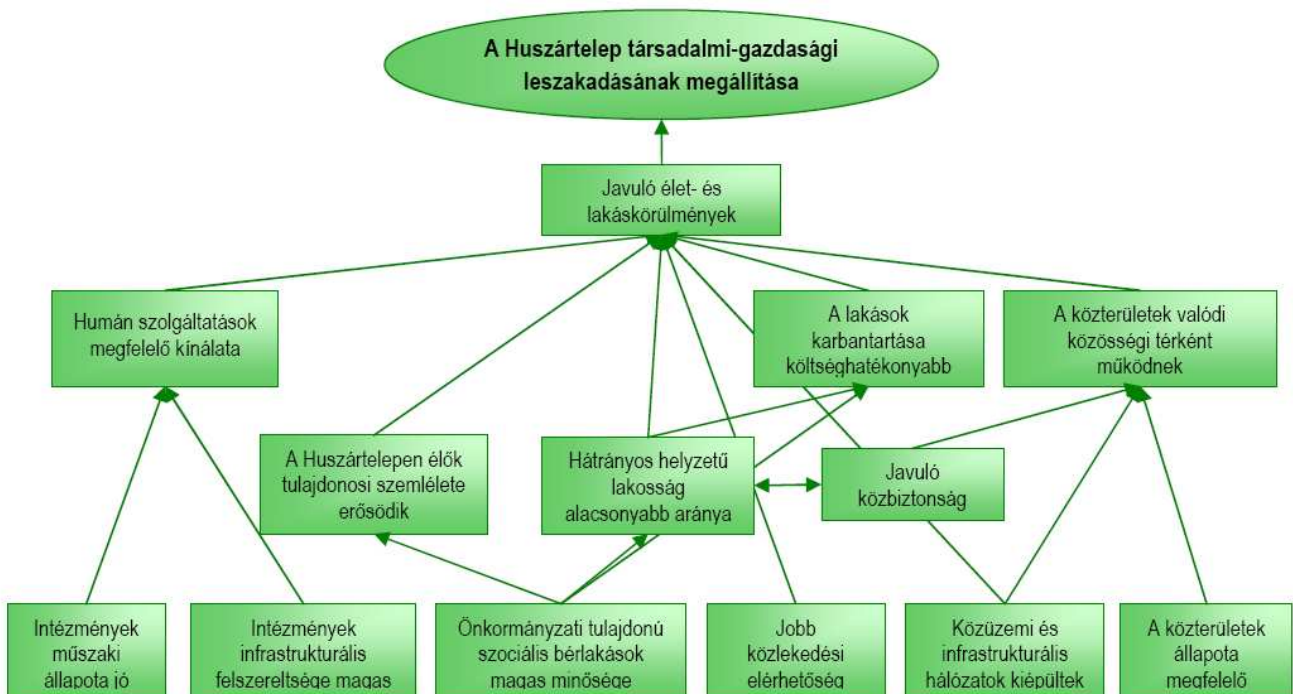 A Huszártelep társadalmi-gazdasági
leszakadásának megállítása
Javuló élet- és
lakáskörülmények
Humán szolgáltatások
megfelelő kínálata
A lakások
karbantartása
költséghatékonyabb
A közterületek valódi
közösségi térként
működnek
A Huszártelepen élők
tulajdonosi szemlélete
erősödik
Hátrányos helyzetű
lakosság
alacsonyabb aránya
Javuló
közbiztonság
Intézmények
műszaki
állapota jó
Intézmények
infrastrukturális
felszereltsége magas
Önkormányzati tulajdonú
szociális bérlakások
magas minősége
Jobb
közlekedési
elérhetőség
Közüzemi és
infrastrukturális
hálózatok kiépültek
A közterületek
állapota
megfelelő